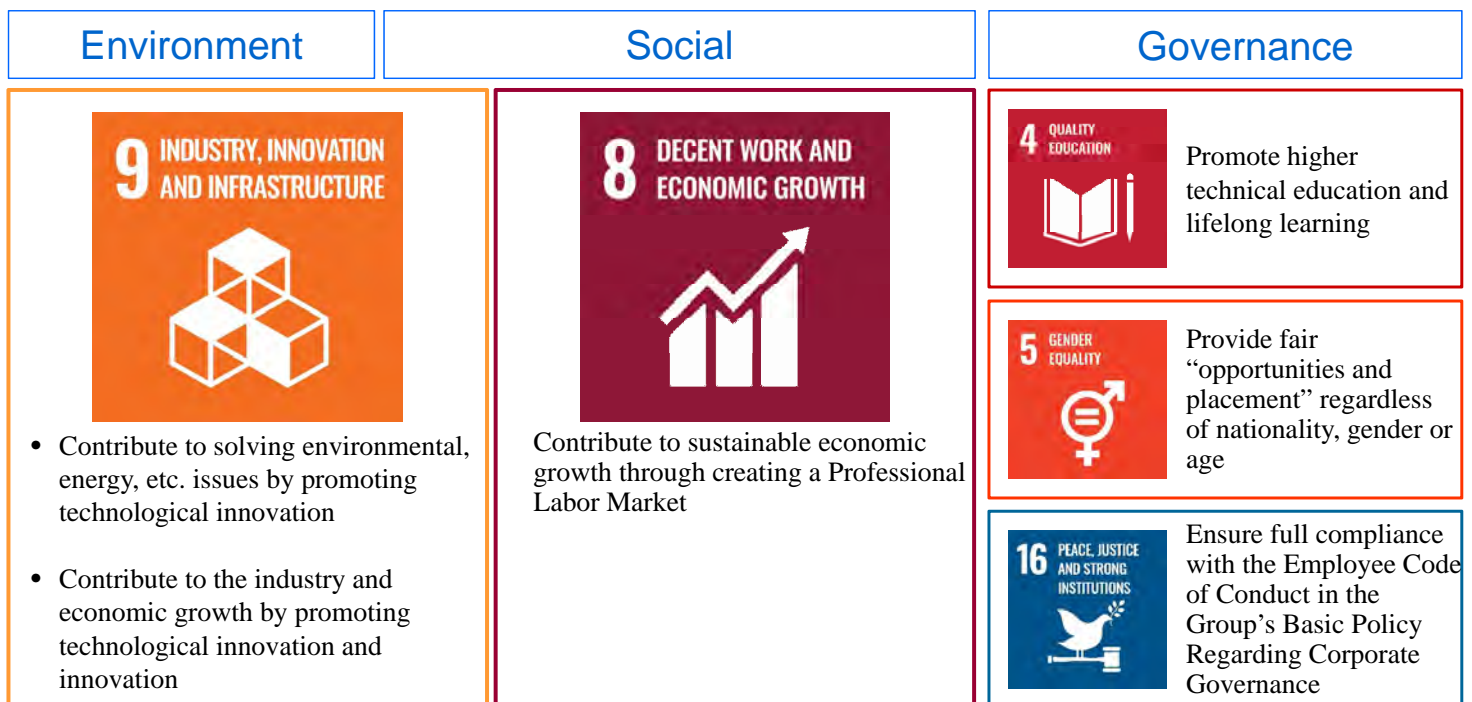 Environment
Social
Governance
9 INDUSTRY, INNOVATION
AND INFRASTRUCTURE
• Contribute to solving environmental,
energy, etc. issues by promoting
technological innovation
• Contribute to the industry and
economic growth by promoting
technological innovation and
innovation
8 DECENT WORK AND
ECONOMIC GROWTH
Contribute to sustainable economic
growth through creating a Professional
Labor Market
4 QUALITY
EDUCATION
Promote higher
technical education and
lifelong learning
5 GENDER
EQUALITY
Provide fair
“opportunities and
placement” regardless
of nationality, gender or
age
16 PEACE, JUSTICE
AND STRONG
INSTITUTIONS
Ensure full compliance
with the Employee Code
of Conduct in the
Group’s Basic Policy
Regarding Corporate
Governance